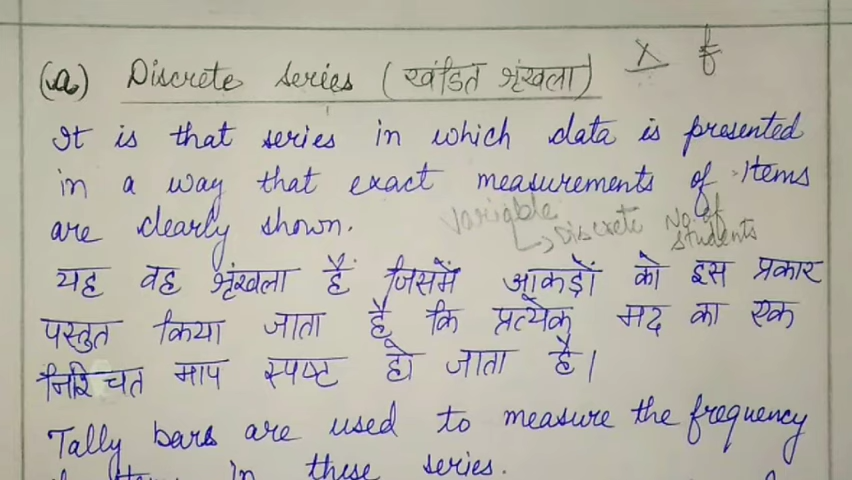 (a) Discrete series (खंडित श्रृंखला) X f
It is that series in which data is presented
in a way that exact measurements of Items
are clearly shown.
Variable
↳ Discrete No. of
students
यह वह श्रृंखला है जिसमें आकड़ों को इस प्रकार
पस्तुत किया जाता है कि प्रत्येक मद का एक
निश्चित माप स्पष्ट हो जाता है।
Tally bars are used to measure the frequency
in these series.